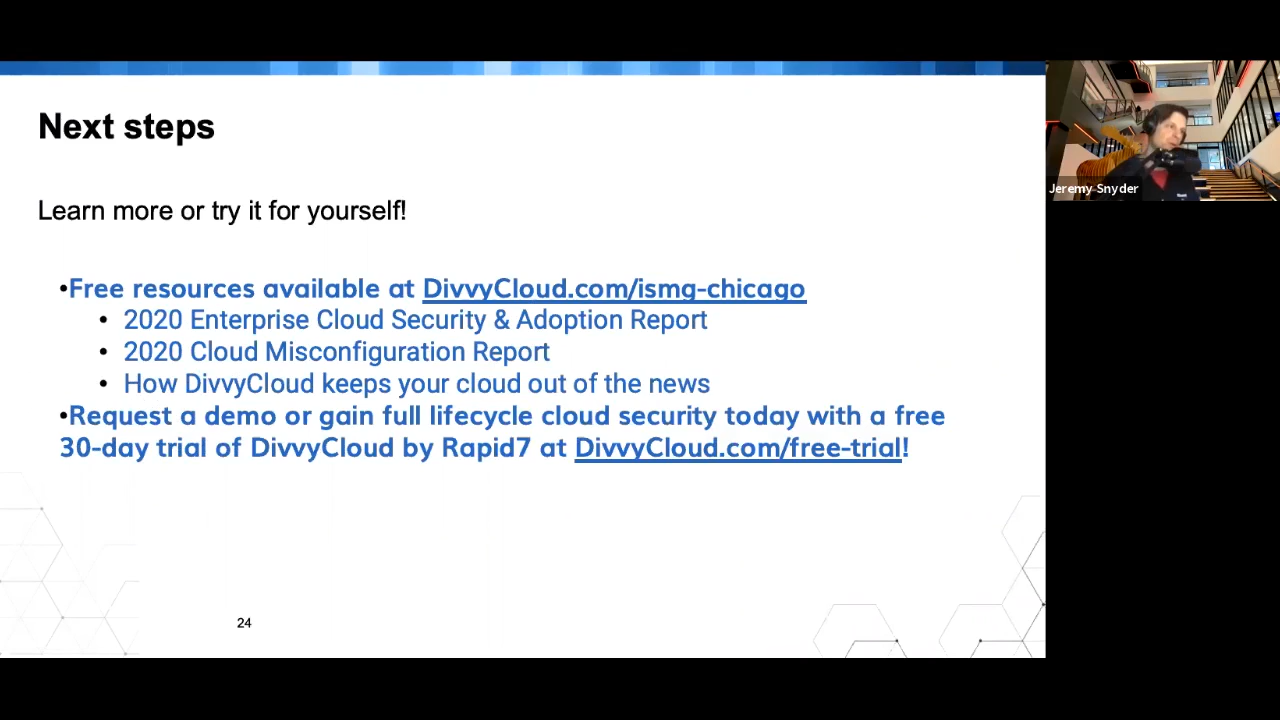 Next steps
Learn more or try it for yourself!
•Free resources available at DivvyCloud.com/ismg-chicago
• 2020 Enterprise Cloud Security & Adoption Report
• 2020 Cloud Misconfiguration Report
• How DivvyCloud keeps your cloud out of the news
•Request a demo or gain full lifecycle cloud security today with a free
30-day trial of DivvyCloud by Rapid7 at DivvyCloud.com/free-trial!
24
Jeremy Snyder